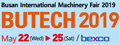 Busan International Machinery Fair 2019
BUTECH 2019
May 22(Wed) ▶ 25(Sat) / bexco